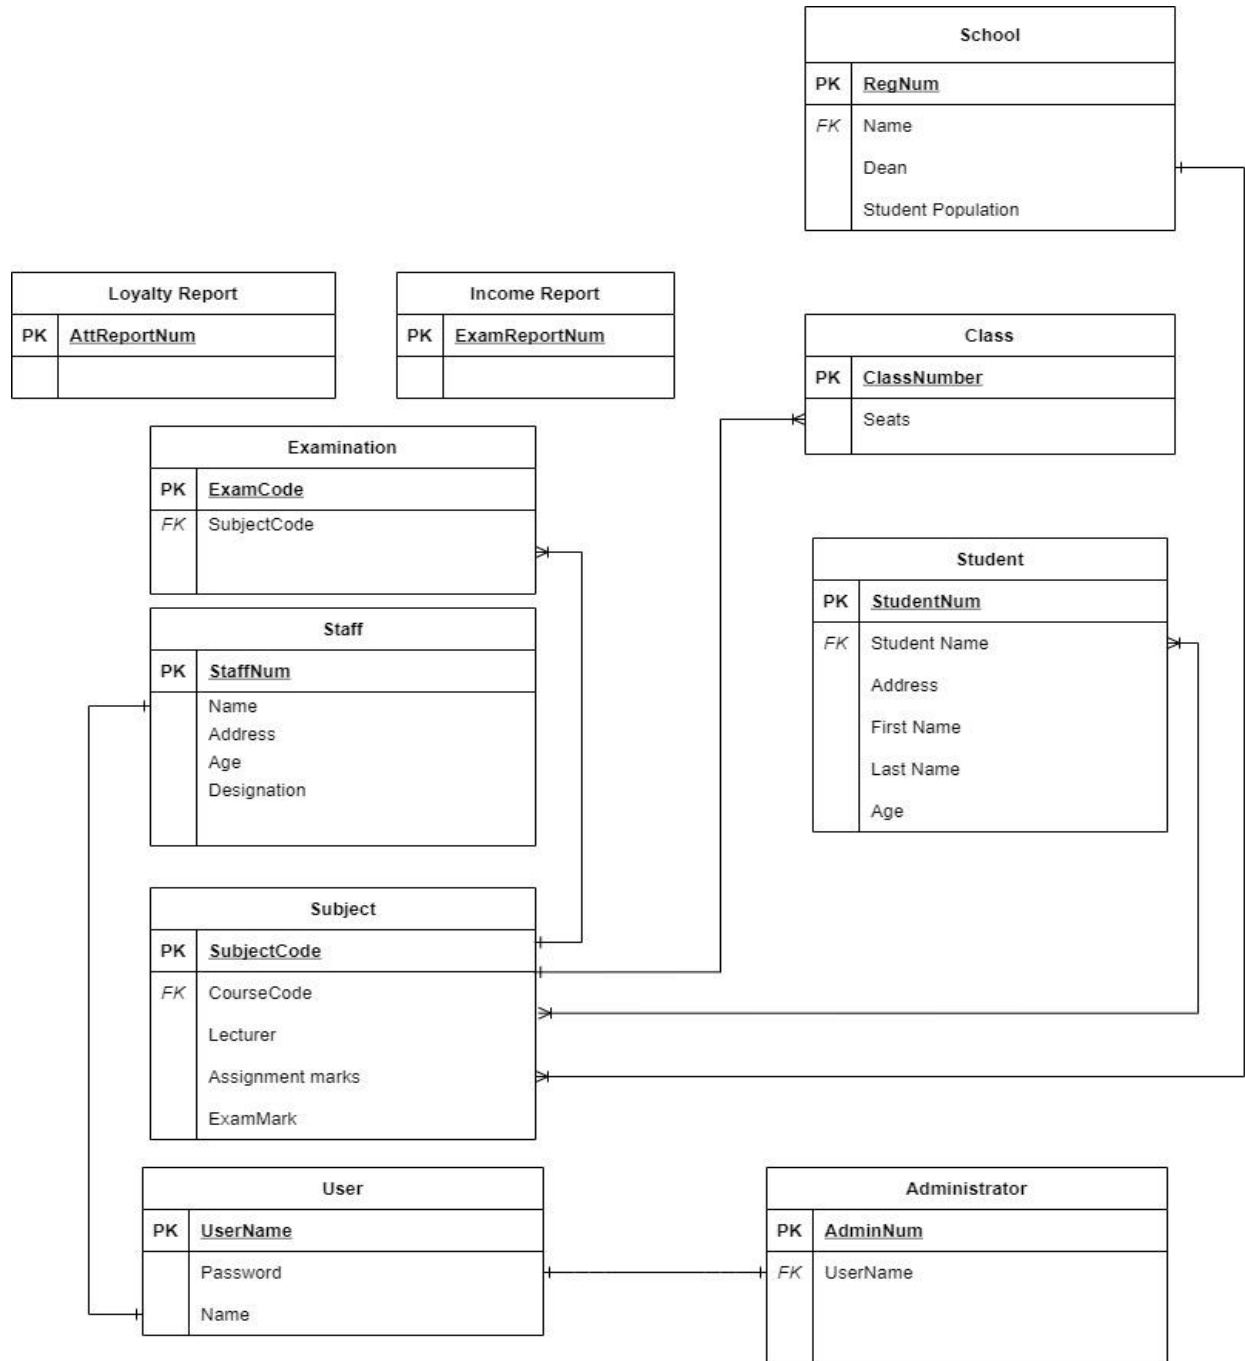 School
PK RegNum
FK Name
Dean
Student Population
Loyalty Report
PK AttReportNum
Income Report
PK ExamReportNum
Class
PK ClassNumber
Seats
Examination
PK ExamCode
FK SubjectCode
Student
PK StudentNum
FK Student Name
Address
First Name
Last Name
Age
Staff
PK StaffNum
Name
Address
Age
Designation
Subject
PK SubjectCode
FK CourseCode
Lecturer
Assignment marks
ExamMark
User
PK UserName
Password
Name
Administrator
PK AdminNum
FK UserName